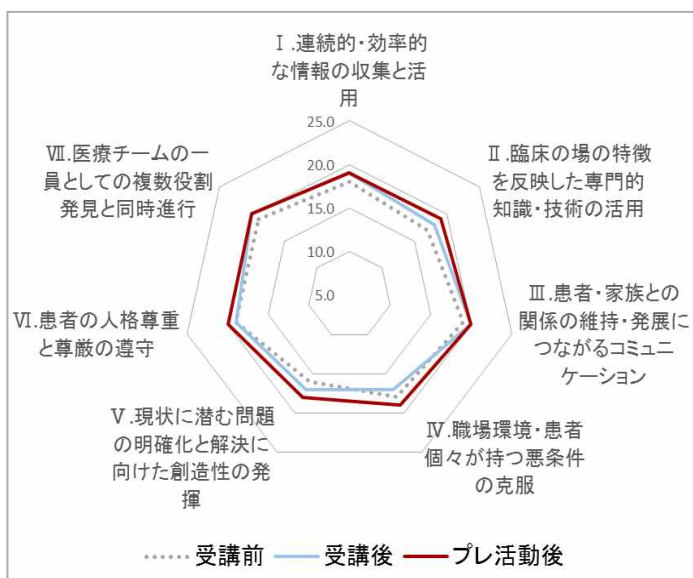 Ⅰ.連続的・効率的
な情報の収集と活
用
25.0
20.0
15.0
10.0
5.0
Ⅱ.臨床の場の特徴
を反映した専門的
知識・技術の活用
Ⅲ.患者・家族との
関係の維持・発展に
つながるコミュニ
ケーション
Ⅳ.職場環境・患者
個々が持つ悪条件
の克服
Ⅴ.現状に潜む問題
の明確化と解決に
向けた創造性の発
揮
Ⅵ.患者の人格尊重
と尊厳の遵守
Ⅶ.医療チームの一
員としての複数役割
発見と同時進行
受講前 受講後 プレ活動後